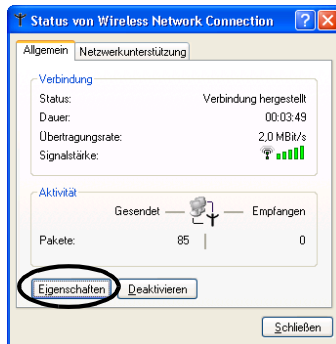 Status von Wireless Network Connection
Allgemein Netzwerkunterstützung
Verbindung
Status: Verbindung hergestellt
Dauer: 00:03:49
Übertragungsrate: 2,0 MBit/s
Signalstärke:
Aktivität
Gesendet Empfangen
Pakete: 85 0
Eigenschaften Deaktivieren
Schließen